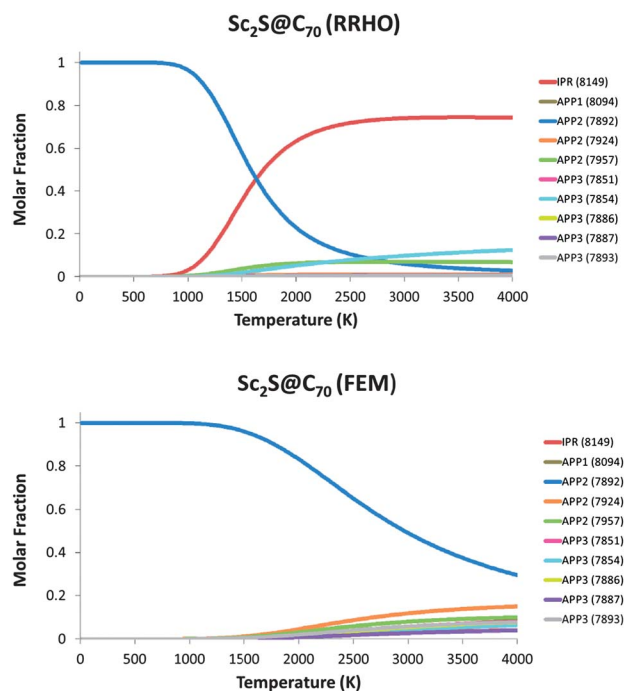 Sc₂S@C₇₀ (RRHO)
Molar Fraction
1
0.8
0.6
0.4
0.2
0
0 500 1000 1500 2000 2500 3000 3500 4000
Temperature (K)
IPR (8149)
APP1 (8094)
APP2 (7892)
APP2 (7924)
APP2 (7957)
APP3 (7851)
APP3 (7854)
APP3 (7886)
APP3 (7887)
APP3 (7893)
Sc₂S@C₇₀ (FEM)
Molar Fraction
1
0.8
0.6
0.4
0.2
0
0 500 1000 1500 2000 2500 3000 3500 4000
Temperature (K)
IPR (8149)
APP1 (8094)
APP2 (7892)
APP2 (7924)
APP2 (7957)
APP3 (7851)
APP3 (7854)
APP3 (7886)
APP3 (7887)
APP3 (7893)